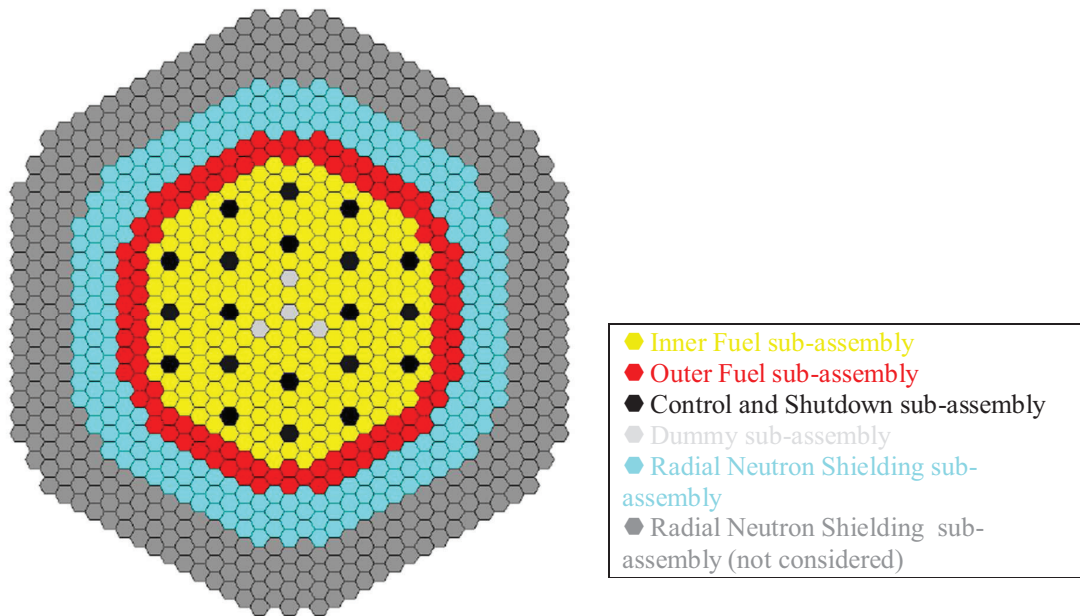 Inner Fuel sub-assembly
Outer Fuel sub-assembly
Control and Shutdown sub-assembly
Dummy sub-assembly
Radial Neutron Shielding sub-
assembly
Radial Neutron Shielding sub-
assembly (not considered)